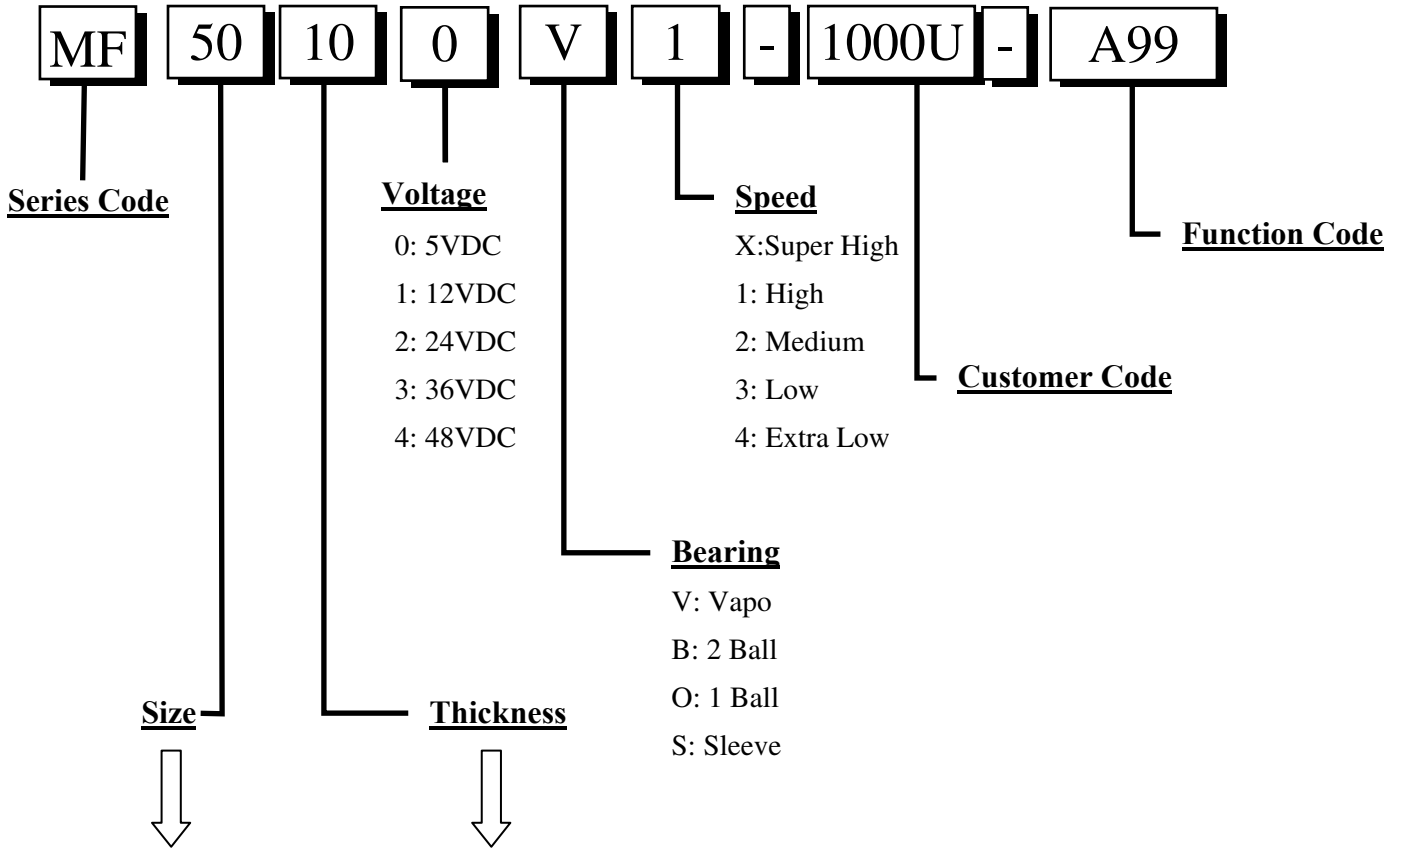 MF 50 10 0 V 1 - 1000U - A99
Series Code
Voltage
0: 5VDC
1: 12VDC
2: 24VDC
3: 36VDC
4: 48VDC
Speed
X:Super High
1: High
2: Medium
3: Low
4: Extra Low
Function Code
Customer Code
Bearing
V: Vapo
B: 2 Ball
O: 1 Ball
S: Sleeve
Size
Thickness